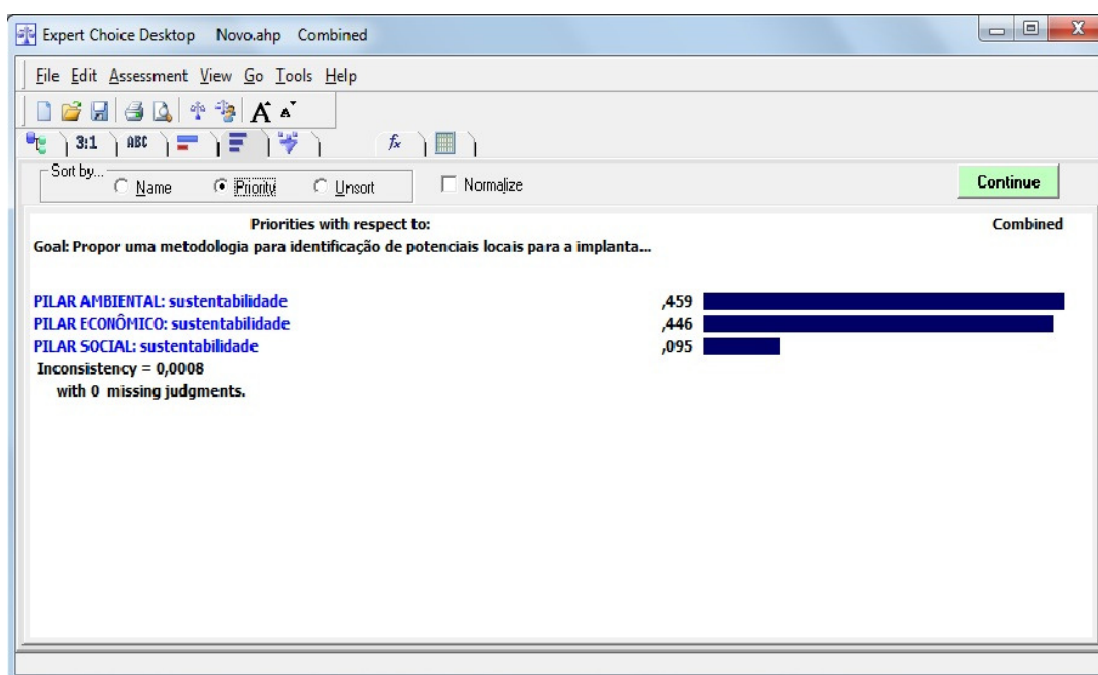 Expert Choice Desktop Novo.ahp Combined
File Edit Assessment View Go Tools Help
A A
3:1 ABC fx
Sort by... Name Priority Unsort Normalize Continue
Priorities with respect to: Combined
Goal: Propor uma metodologia para identificação de potenciais locais para a implanta...
PILAR AMBIENTAL: sustentabilidade ,459
PILAR ECONÔMICO: sustentabilidade ,446
PILAR SOCIAL: sustentabilidade ,095
Inconsistency = 0,0008
with 0 missing judgments.